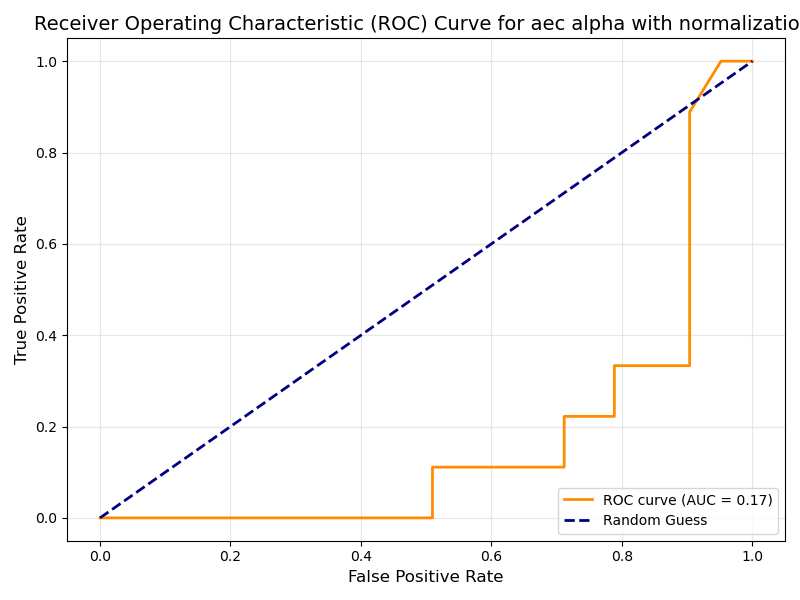 Receiver Operating Characteristic (ROC) Curve for aec alpha with normalizatio
1.0
0.8
0.6
0.4
0.2
0.0
True Positive Rate
0.0 0.2 0.4 0.6 0.8 1.0
False Positive Rate
ROC curve (AUC = 0.17)
Random Guess